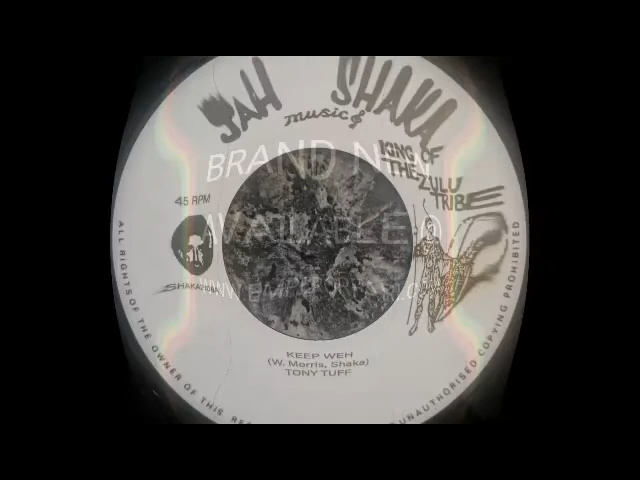 JAH SHAKA
music
KING OF
THE ZULU
TRIBE
BRAND NEW
45 RPM
AVAILABLE @
KEEP WEH
(W. Morris, Shaka)
TONY TUFF
ALL RIGHTS OF THE OWNER OF THIS
UNAUTHORISED COPYING PROHIBITED